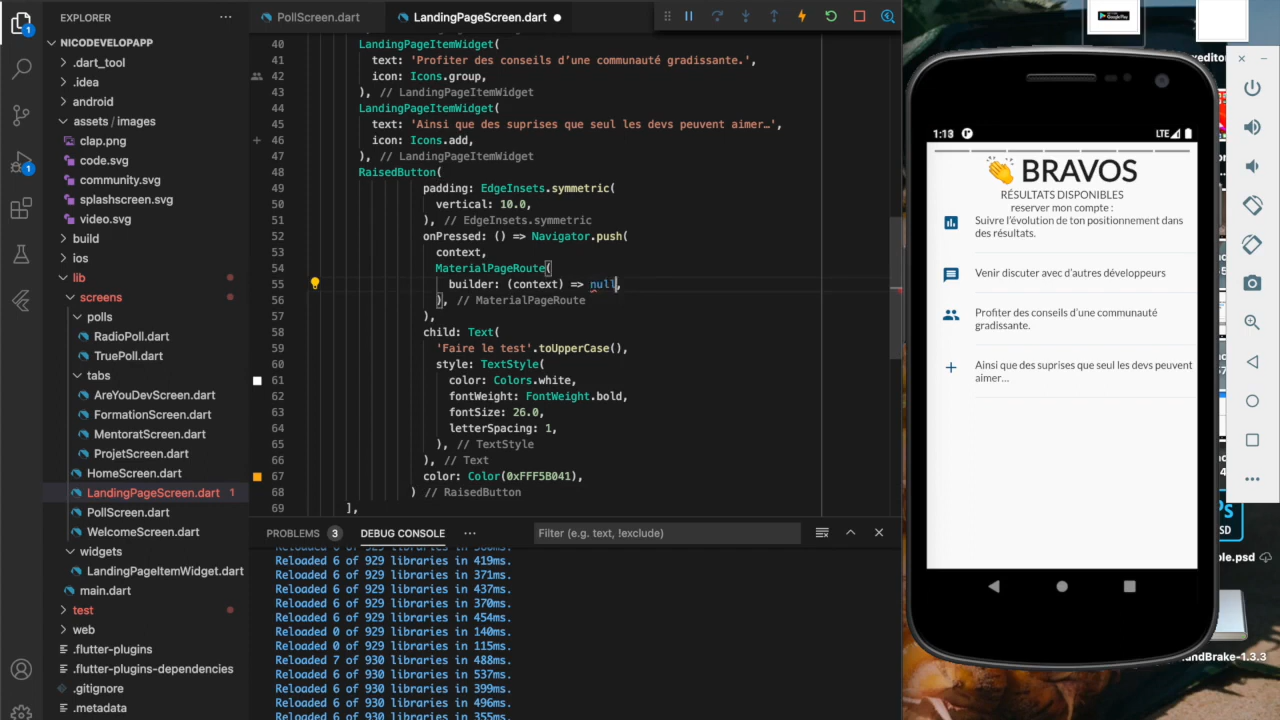 EXPLORER
NICODEVELOPAPP
.dart_tool
.idea
android
assets / images
clap.png
code.svg
community.svg
splashscreen.svg
video.svg
build
ios
lib
screens
polls
RadioPoll.dart
TruePoll.dart
tabs
AreYouDevScreen.dart
FormationScreen.dart
MentoratScreen.dart
ProjetScreen.dart
HomeScreen.dart
LandingPageScreen.dart 1
PollScreen.dart
WelcomeScreen.dart
widgets
LandingPageItemWidget.dart
main.dart
test
web
.flutter-plugins
.flutter-plugins-dependencies
.gitignore
.metadata
1
1
PollScreen.dart
LandingPageScreen.dart
40 LandingPageItemWidget(
41 text: 'Profiter des conseils d’une communauté gradissante.',
42 icon: Icons.group,
43 ), // LandingPageItemWidget
44 LandingPageItemWidget(
45 text: 'Ainsi que des suprises que seul les devs peuvent aimer…',
46 icon: Icons.add,
47 ), // LandingPageItemWidget
48 RaisedButton(
49 padding: EdgeInsets.symmetric(
50 vertical: 10.0,
51 ), // EdgeInsets.symmetric
52 onPressed: () => Navigator.push(
53 context,
54 MaterialPageRoute(
55 builder: (context) => null,
56 ), // MaterialPageRoute
57 ),
58 child: Text(
59 'Faire le test'.toUpperCase(),
60 style: TextStyle(
61 color: Colors.white,
62 fontWeight: FontWeight.bold,
63 fontSize: 26.0,
64 letterSpacing: 1,
65 ), // TextStyle
66 ), // Text
67 color: Color(0xFFF5B041),
68 ) // RaisedButton
69 ],
PROBLEMS 3 DEBUG CONSOLE
Filter (e.g. text, !exclude)
Reloaded 6 of 929 libraries in 419ms.
Reloaded 6 of 929 libraries in 371ms.
Reloaded 6 of 929 libraries in 437ms.
Reloaded 6 of 929 libraries in 370ms.
Reloaded 6 of 929 libraries in 454ms.
Reloaded 0 of 929 libraries in 140ms.
Reloaded 0 of 929 libraries in 115ms.
Reloaded 7 of 930 libraries in 488ms.
Reloaded 6 of 930 libraries in 537ms.
Reloaded 6 of 930 libraries in 399ms.
Reloaded 6 of 930 libraries in 496ms.
Reloaded 6 of 930 libraries in 355ms.
1:13
LTE
BRAVOS
RÉSULTATS DISPONIBLES
reserver mon compte :
Suivre l’évolution de ton positionnement dans
des résultats.
Venir discuter avec d’autres développeurs
Profiter des conseils d’une communauté
gradissante.
Ainsi que des suprises que seul les devs peuvent
aimer…
Google Play